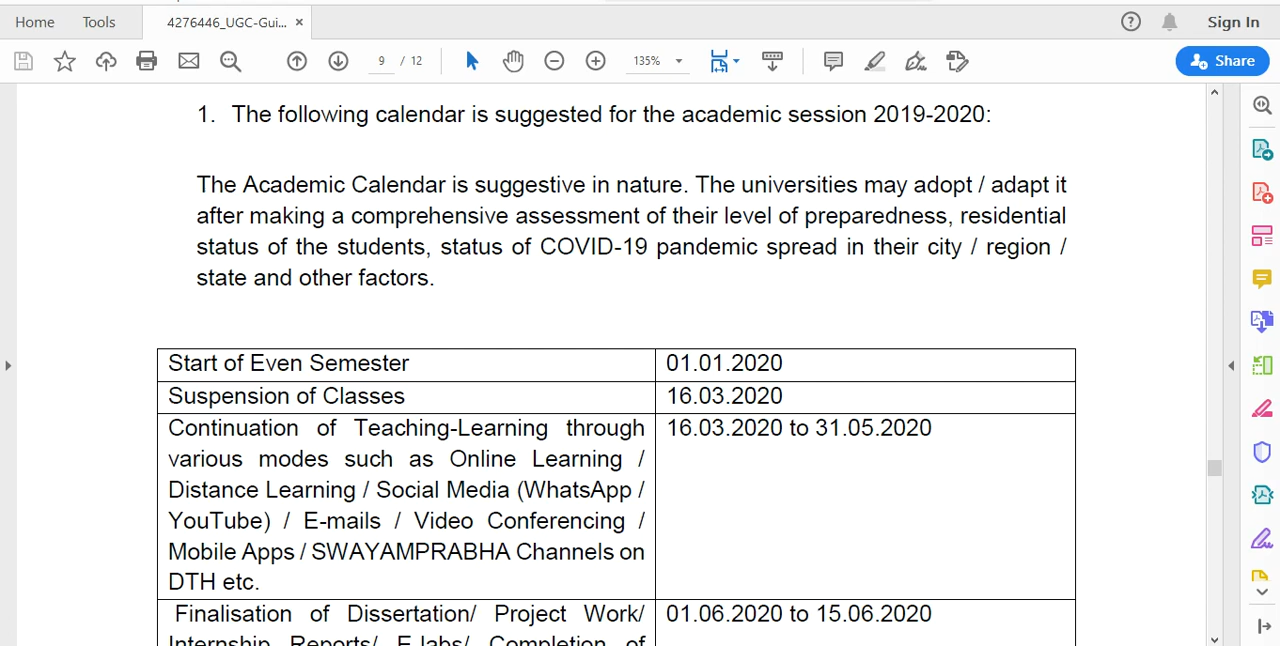 Home Tools 4276446_UGC-Gui... × ? Sign In
9 / 12 135% Share
1. The following calendar is suggested for the academic session 2019-2020:
The Academic Calendar is suggestive in nature. The universities may adopt / adapt it
after making a comprehensive assessment of their level of preparedness, residential
status of the students, status of COVID-19 pandemic spread in their city / region /
state and other factors.
Start of Even Semester 01.01.2020
Suspension of Classes 16.03.2020
Continuation of Teaching-Learning through 16.03.2020 to 31.05.2020
various modes such as Online Learning /
Distance Learning / Social Media (WhatsApp /
YouTube) / E-mails / Video Conferencing /
Mobile Apps / SWAYAMPRABHA Channels on
DTH etc.
Finalisation of Dissertation/ Project Work/ 01.06.2020 to 15.06.2020
Internship Reports/ E-labs/ Completion of